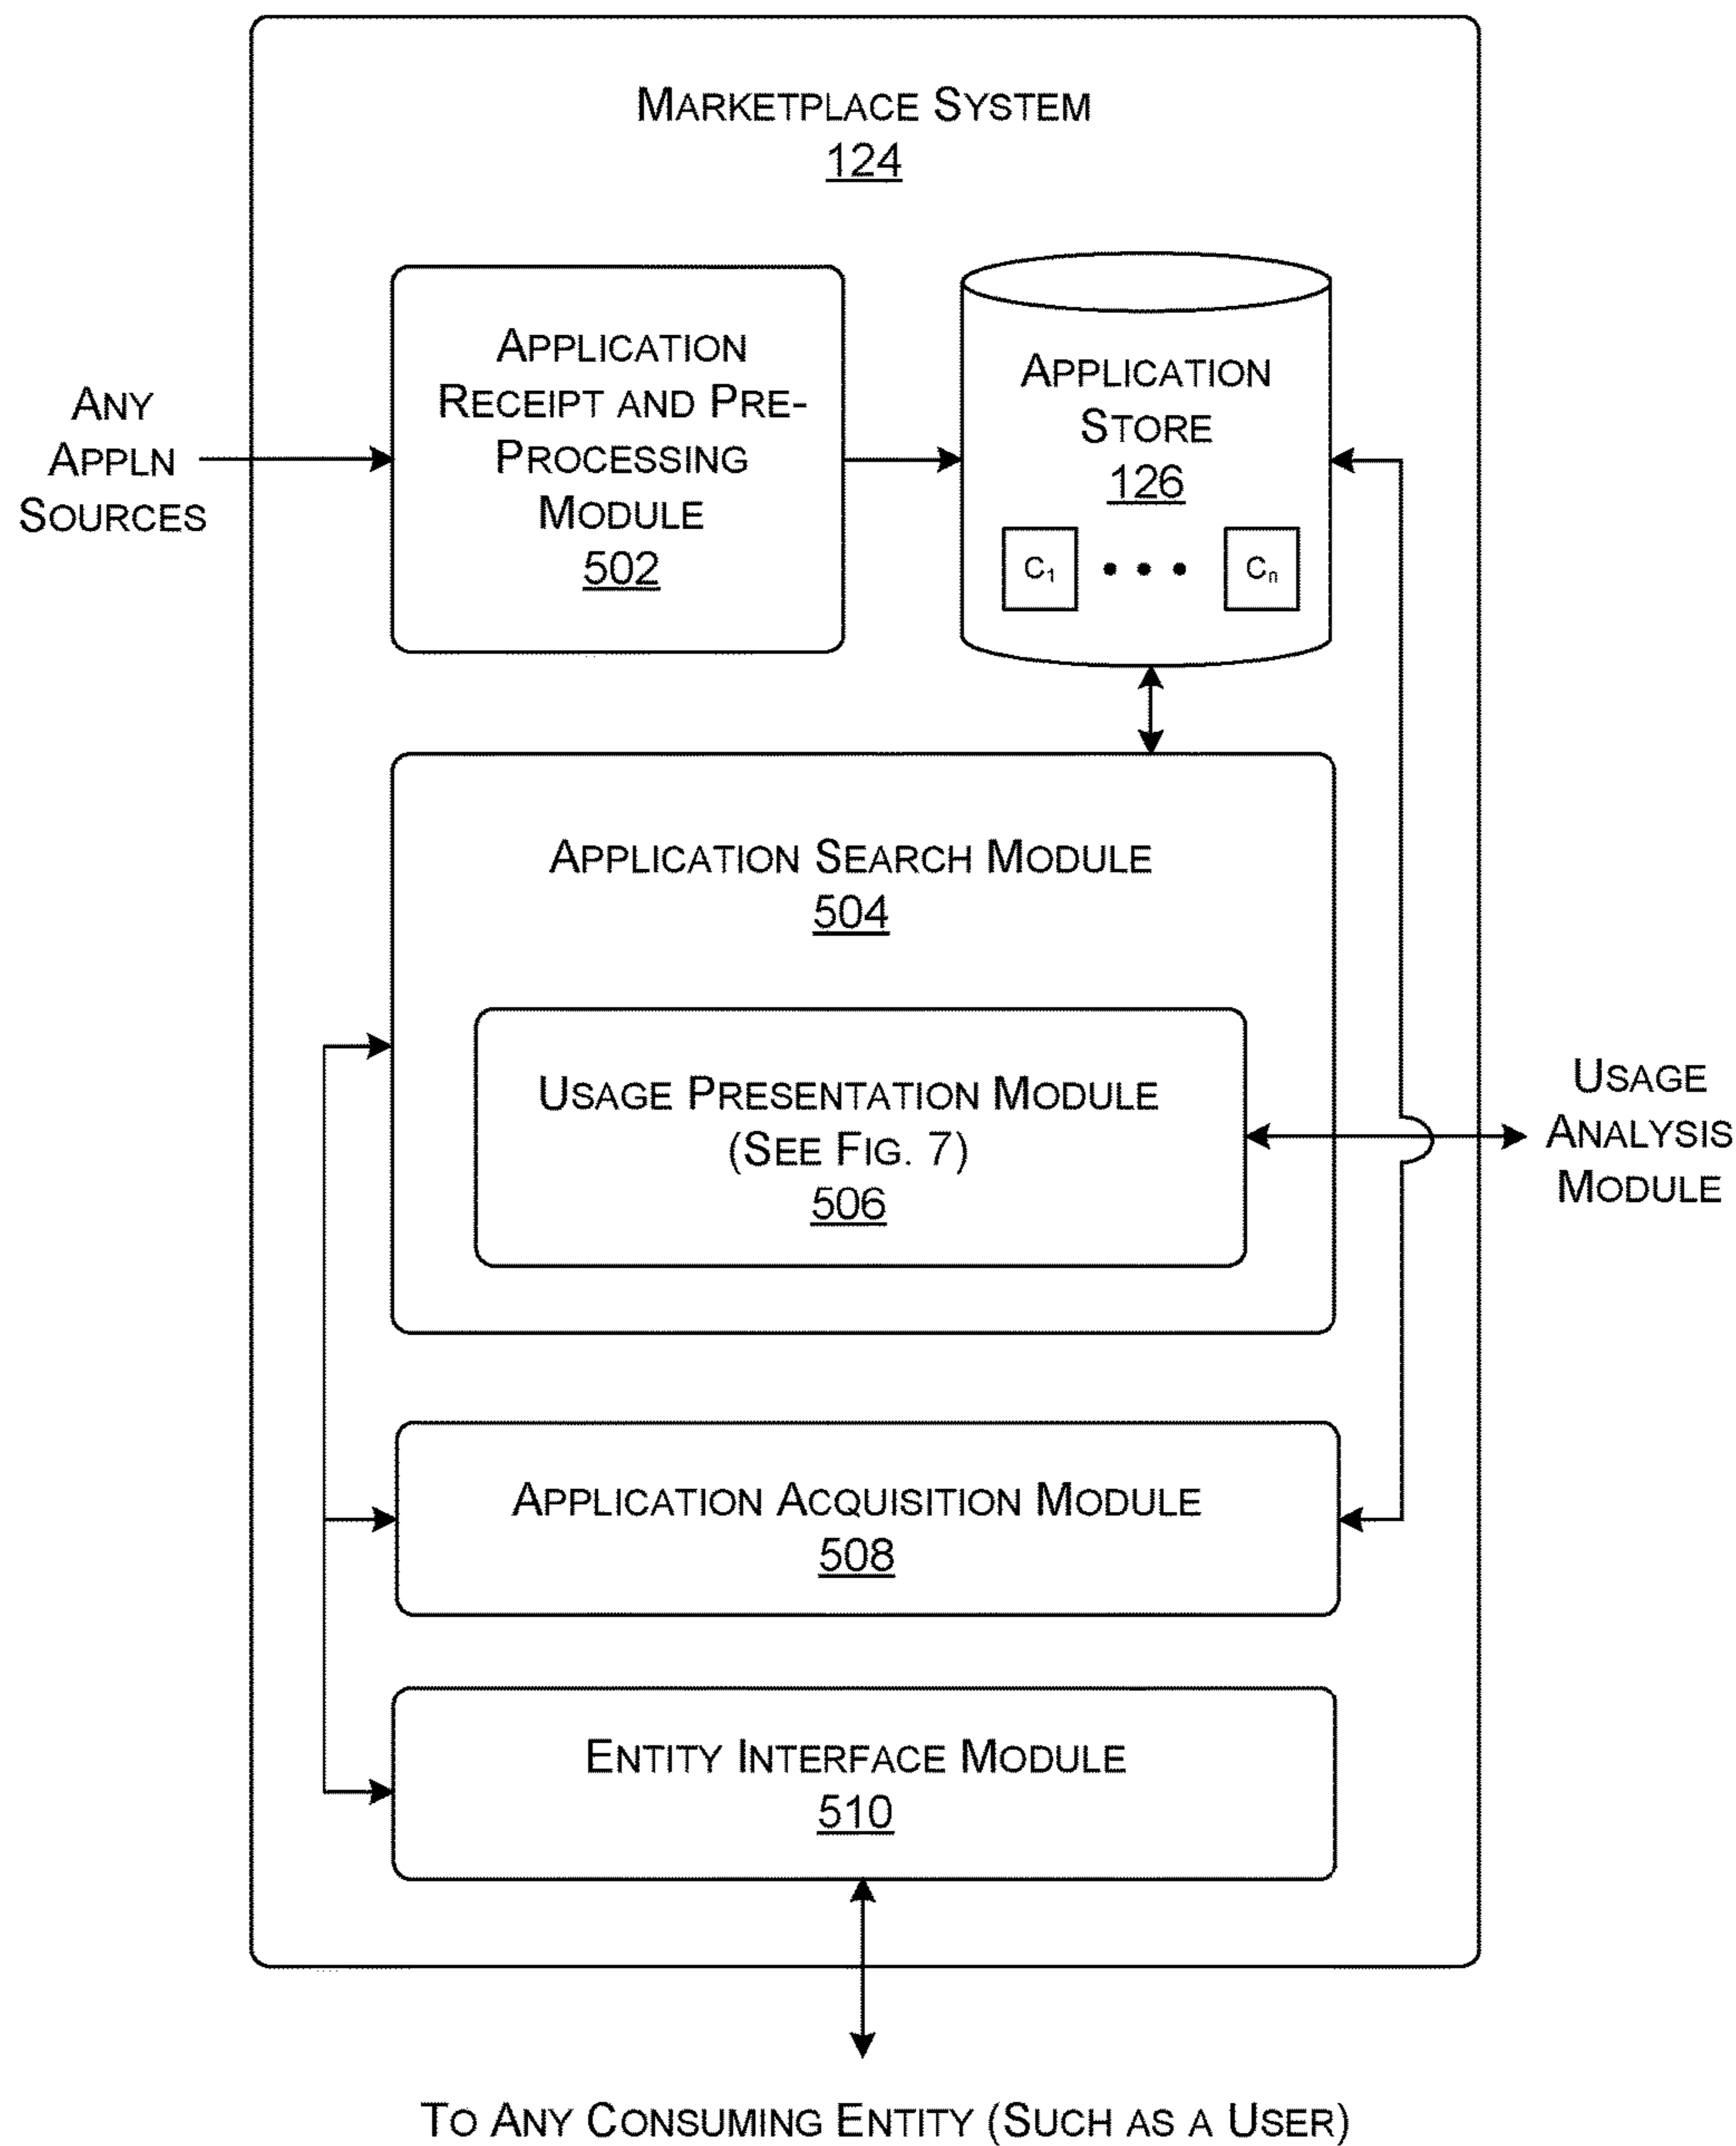 MARKETPLACE SYSTEM
124
ANY
APPLN
SOURCES
APPLICATION
RECEIPT AND PRE-
PROCESSING
MODULE
502
APPLICATION
STORE
126
C1 • • • Cn
APPLICATION SEARCH MODULE
504
USAGE PRESENTATION MODULE
(SEE FIG. 7)
506
USAGE
ANALYSIS
MODULE
APPLICATION ACQUISITION MODULE
508
ENTITY INTERFACE MODULE
510
TO ANY CONSUMING ENTITY (SUCH AS A USER)